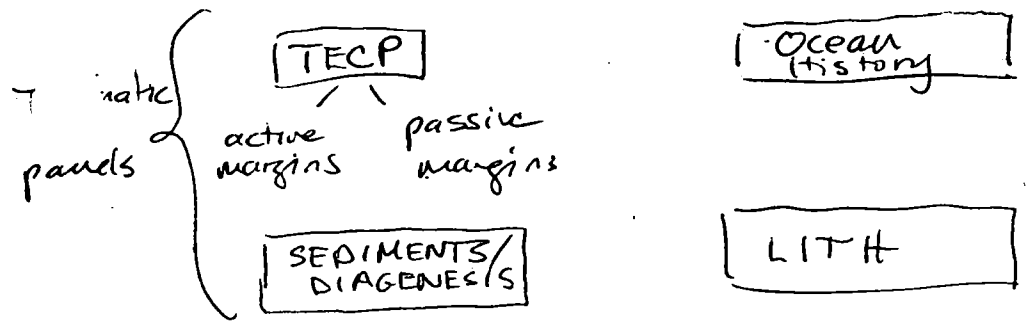 TECP
Ocean
History
panels
active
margins
passive
margins
SEDIMENTS/
DIAGENESIS
LITH